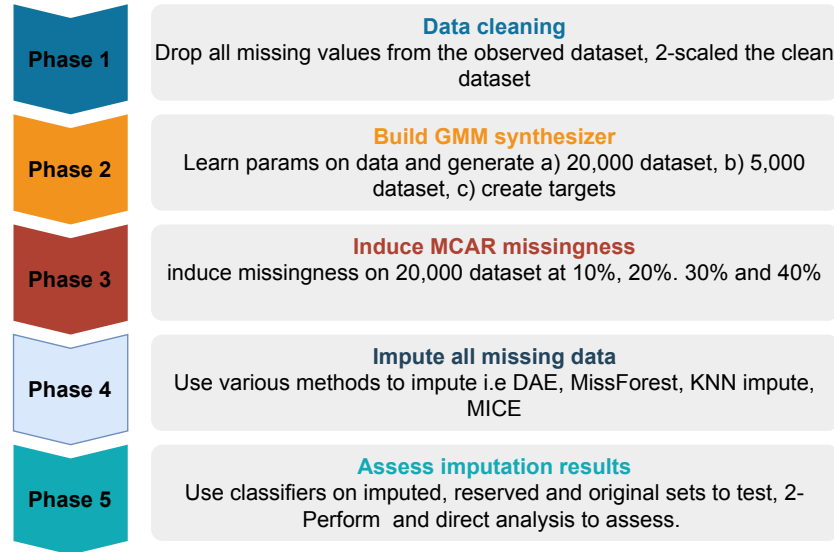 Phase 1
Data cleaning
Drop all missing values from the observed dataset, 2-scaled the clean
dataset
Phase 2
Build GMM synthesizer
Learn params on data and generate a) 20,000 dataset, b) 5,000
dataset, c) create targets
Phase 3
Induce MCAR missingness
induce missingness on 20,000 dataset at 10%, 20%. 30% and 40%
Phase 4
Impute all missing data
Use various methods to impute i.e DAE, MissForest, KNN impute,
MICE
Phase 5
Assess imputation results
Use classifiers on imputed, reserved and original sets to test, 2-
Perform  and direct analysis to assess.